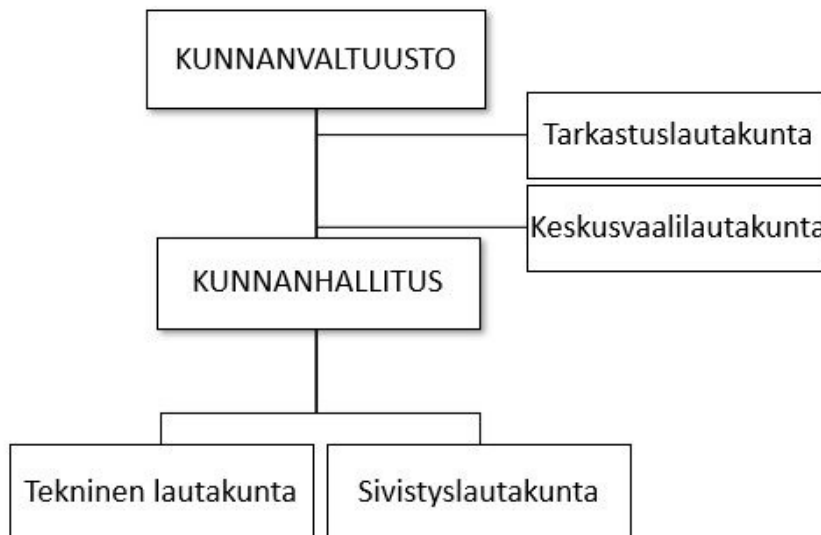 KUNNANVALTUUSTO
Tarkastuslautakunta
Keskusvaalilautakunta
KUNNANHALLITUS
Tekninen lautakunta
Sivistyslautakunta